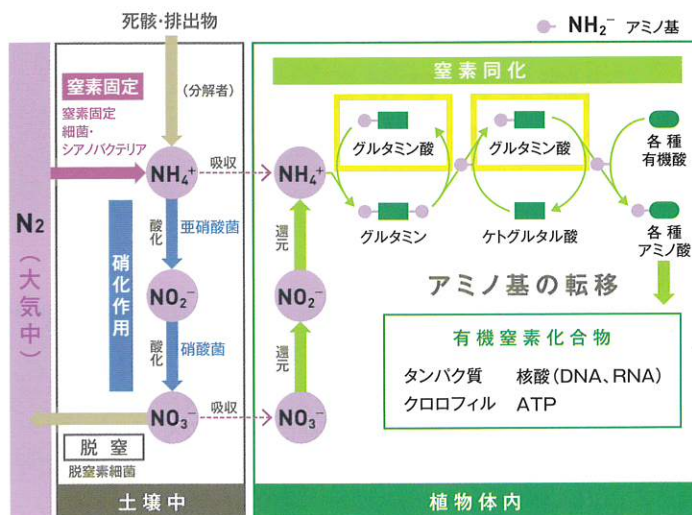 死骸・排出物
NH₂⁻ アミノ基
窒素固定
(分解者)
窒素同化
窒素固定
細菌・
シアノバクテリア
グルタミン酸
グルタミン酸
各種
有機酸
NH₄⁺
吸収
NH₄⁺
N₂
(大気中)
硝化作用
酸化
亜硝酸菌
還元
グルタミン
ケトグルタル酸
各種
アミノ酸
NO₂⁻
NO₂⁻
アミノ基の転移
酸化
硝酸菌
還元
有機窒素化合物
タンパク質 核酸(DNA、RNA)
クロロフィル ATP
NO₃⁻
吸収
NO₃⁻
脱窒
脱窒素細菌
土壌中
植物体内